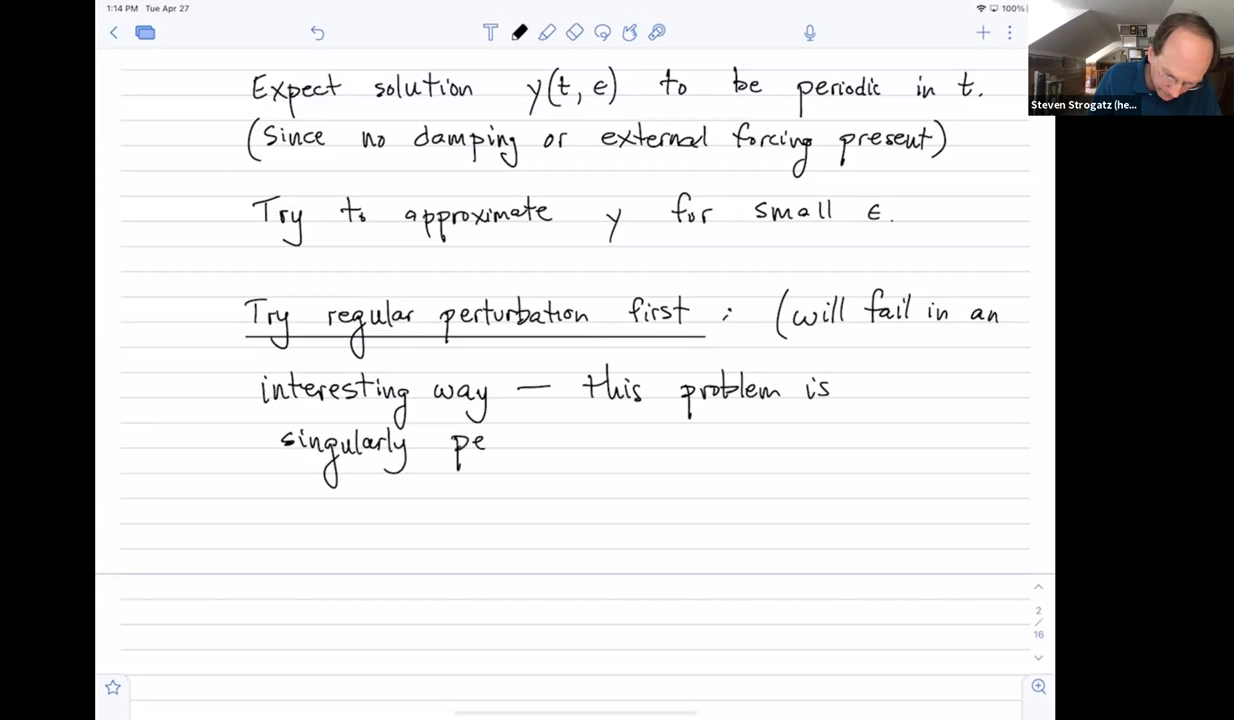 1:14 PM Tue Apr 27
100%
T
Expect solution y(t, ϵ) to be periodic in t.
(Since no damping or external forcing present)
Try to approximate y for small ϵ.
Try regular perturbation first : (will fail in an
interesting way — this problem is
singularly pe
2
/
16
Steven Strogatz (he...